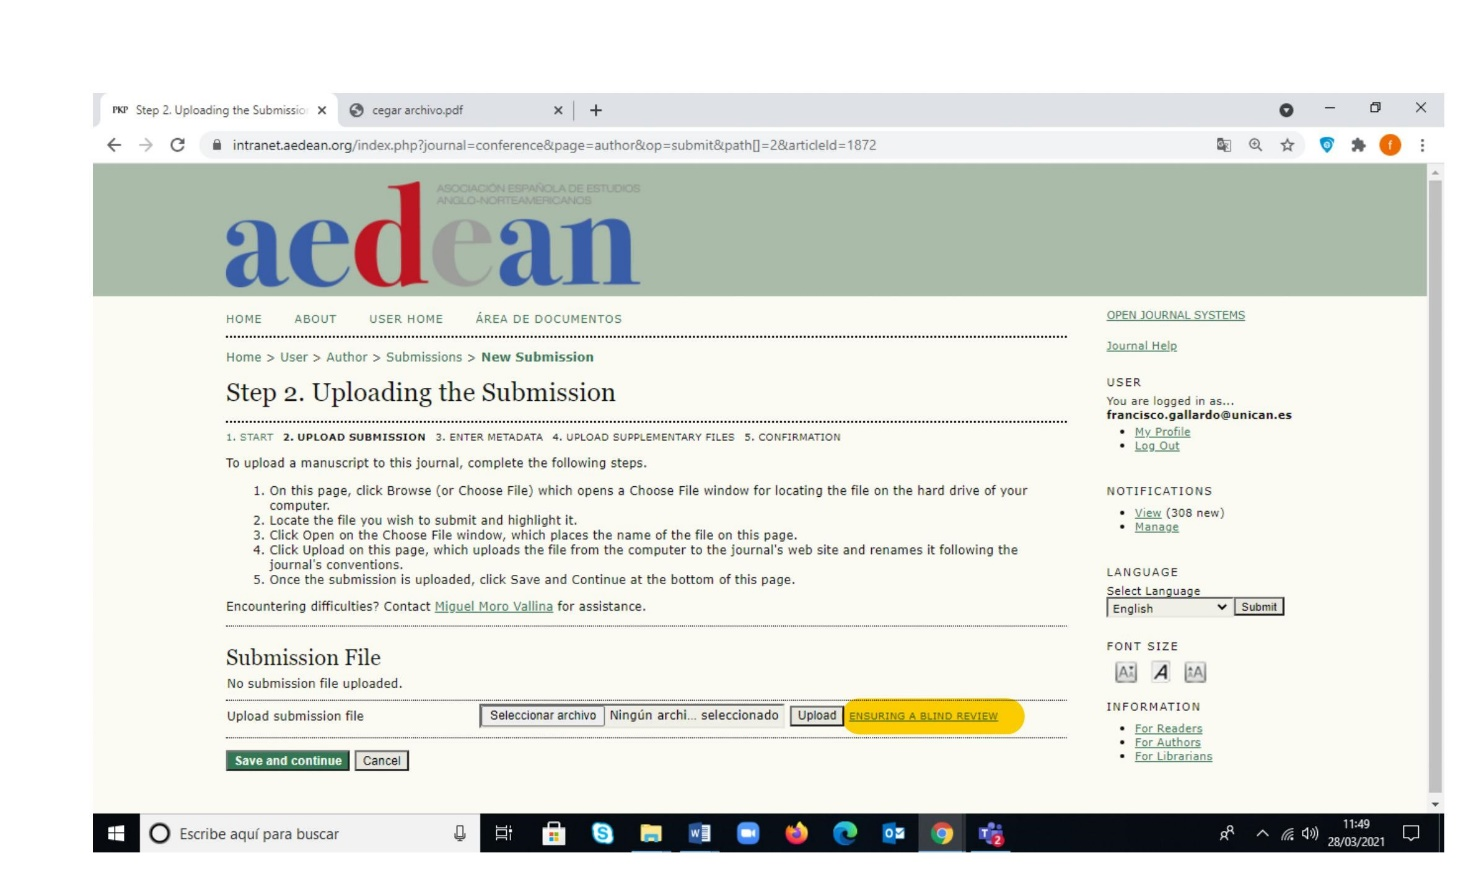 PKP Step 2. Uploading the Submissio
cegar archivo.pdf
intranet.aedean.org/index.php?journal=conference&page=author&op=submit&path[]=2&articleId=1872
f
ASOCIACIÓN ESPAÑOLA DE ESTUDIOS
ANGLO-NORTEAMERICANOS
aedean
HOME ABOUT USER HOME ÁREA DE DOCUMENTOS
Home > User > Author > Submissions > New Submission
Step 2. Uploading the Submission
1. START 2. UPLOAD SUBMISSION 3. ENTER METADATA 4. UPLOAD SUPPLEMENTARY FILES 5. CONFIRMATION
To upload a manuscript to this journal, complete the following steps.
1. On this page, click Browse (or Choose File) which opens a Choose File window for locating the file on the hard drive of your
computer.
2. Locate the file you wish to submit and highlight it.
3. Click Open on the Choose File window, which places the name of the file on this page.
4. Click Upload on this page, which uploads the file from the computer to the journal's web site and renames it following the
journal's conventions.
5. Once the submission is uploaded, click Save and Continue at the bottom of this page.
Encountering difficulties? Contact Miguel Moro Vallina for assistance.
Submission File
No submission file uploaded.
Upload submission file Seleccionar archivo Ningún archi... seleccionado Upload ENSURING A BLIND REVIEW
Save and continue Cancel
OPEN JOURNAL SYSTEMS
Journal Help
USER
You are logged in as...
francisco.gallardo@unican.es
My Profile
Log Out
NOTIFICATIONS
View (308 new)
Manage
LANGUAGE
Select Language
English Submit
FONT SIZE
A A A
INFORMATION
For Readers
For Authors
For Librarians
Escribe aquí para buscar
11:49
28/03/2021